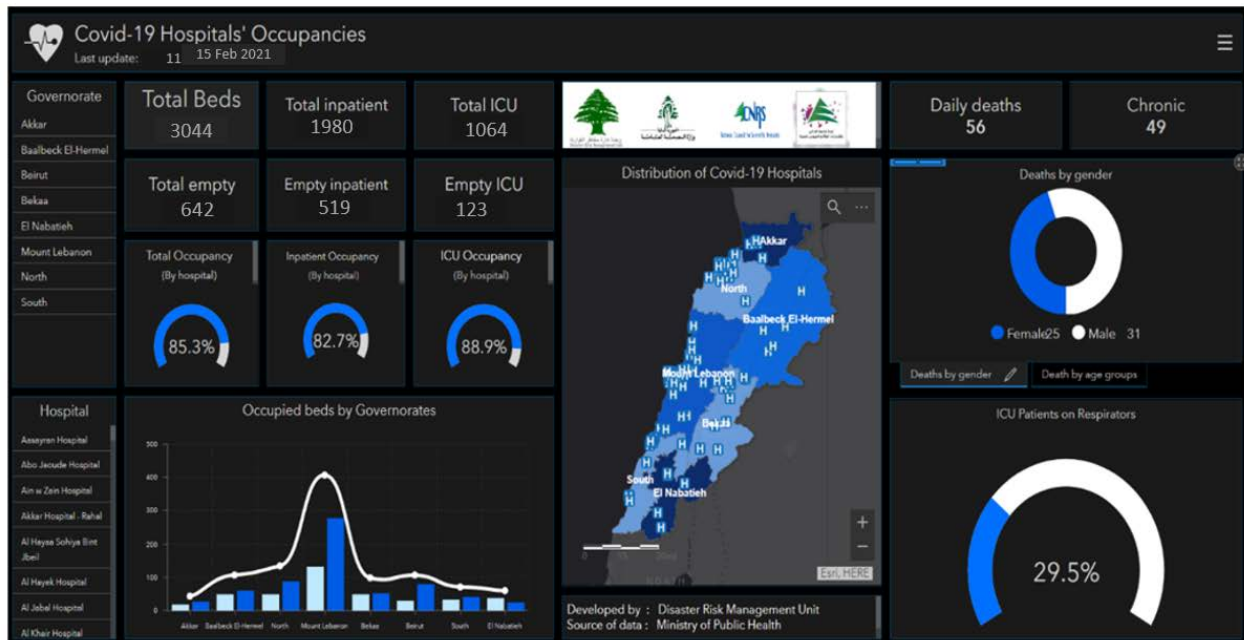 Covid-19 Hospitals' Occupancies
Last update: 11 15 Feb 2021
Governorate
Akkar
Baalbeck El-Hermel
Beirut
Bekaa
El Nabatieh
Mount Lebanon
North
South
Total Beds
3044
Total inpatient
1980
Total ICU
1064
Total empty
642
Empty inpatient
519
Empty ICU
123
Total Occupancy
(By hospital)
85.3%
Inpatient Occupancy
(By hospital)
82.7%
ICU Occupancy
(By hospital)
88.9%
CNRS
Daily deaths
56
Chronic
49
Distribution of Covid-19 Hospitals
Akkar
North
Baalbeck El-Hermel
Mount Lebanon
South
El Nabatieh
Esri, HERE
Developed by : Disaster Risk Management Unit
Source of data : Ministry of Public Health
Deaths by gender
Female25 Male 31
Deaths by gender
Death by age groups
ICU Patients on Respirators
29.5%
Hospital
Assayran Hospital
Abo Jaoude Hospital
Ain w Zain Hospital
Akkar Hospital - Rahal
Al Hayaa Sohiya Bint
Jbeil
Al Hayek Hospital
Al Jabal Hospital
Al Khair Hospital
Occupied beds by Governorates
500
400
300
200
100
0
Akkar Baalbeck El-Hermel North Mount Lebanon Bekaa Beirut South El Nabatieh